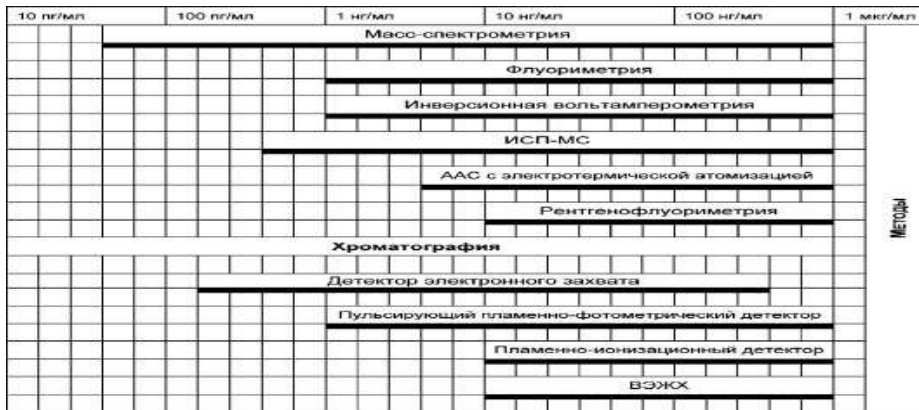 10 пг/мл 100 пг/мл 1 нг/мл 10 нг/мл 100 нг/мл 1 мкг/мл
Масс-спектрометрия
Флуориметрия
Инверсионная вольтамперометрия
ИСП-МС
ААС с электротермической атомизацией
Рентгенофлуориметрия
Методы
Хроматография
Детектор электронного захвата
Пульсирующий пламенно-фотометрический детектор
Пламенно-ионизационный детектор
ВЭЖХ